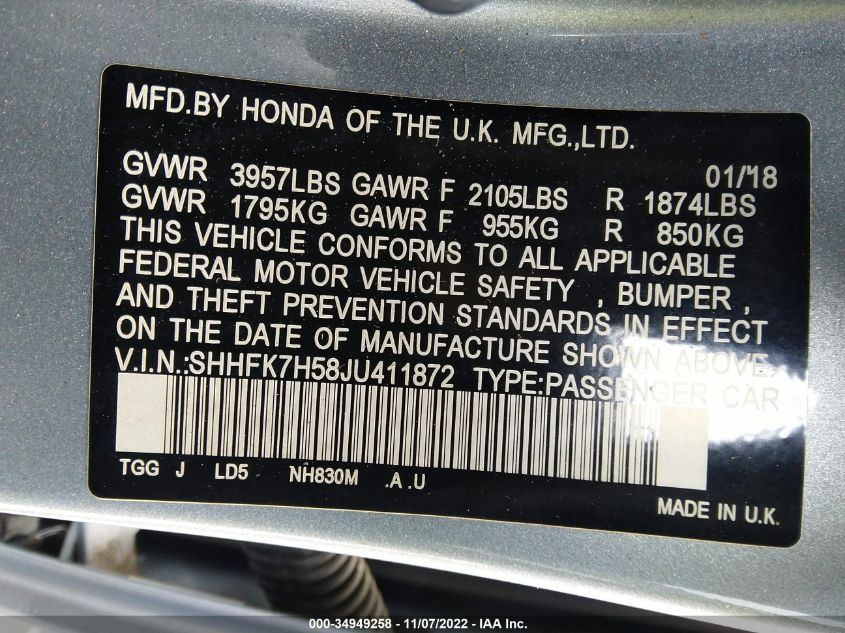 MFD.BY HONDA OF THE U.K. MFG.,LTD.
01/18
GVWR 3957LBS GAWR F 2105LBS R 1874LBS
GVWR 1795KG GAWR F 955KG R 850KG
THIS VEHICLE CONFORMS TO ALL APPLICABLE
FEDERAL MOTOR VEHICLE SAFETY , BUMPER ,
AND THEFT PREVENTION STANDARDS IN EFFECT
ON THE DATE OF MANUFACTURE SHOWN ABOVE.
V.I.N.:SHHFK7H58JU411872 TYPE:PASSENGER CAR
TGG J LD5 NH830M .A .U
MADE IN U.K.
000-34949258 - 11/07/2022 - IAA Inc.